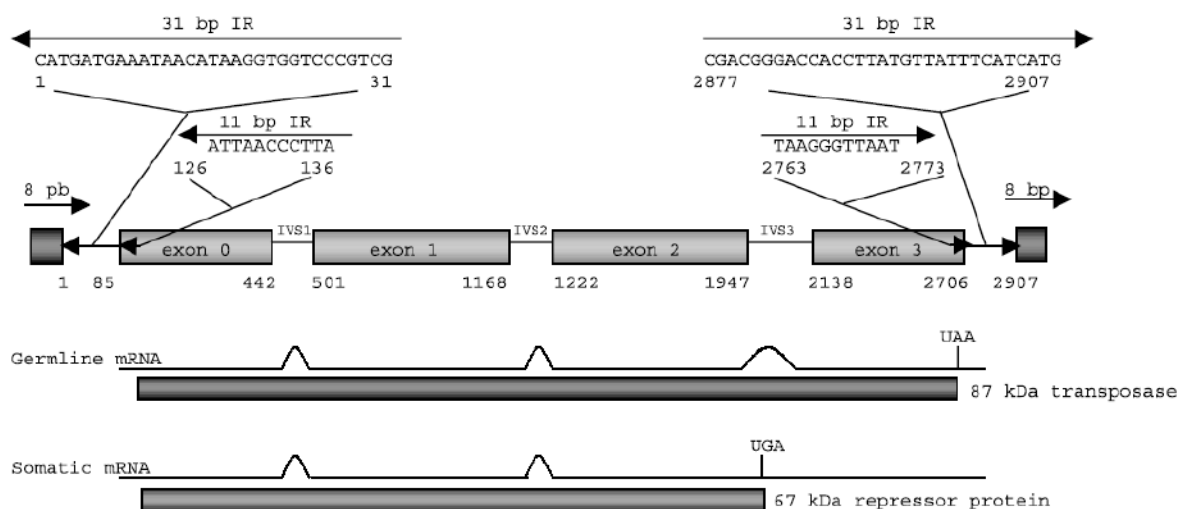 31 bp IR 31 bp IR
CATGATGAAATAACATAAGGTGGTCCCGTCG CGACGGGACCACCTTATGTTATTTCATCATG
1 31 2877 2907
11 bp IR 11 bp IR
ATTAACCCTTA TAAGGGTTAAT
126 136 2763 2773
8 pb 8 bp
IVS1 IVS2 IVS3
exon 0 exon 1 exon 2 exon 3
1 85 442 501 1168 1222 1947 2138 2706 2907
UAA
Germline mRNA
87 kDa transposase
UGA
Somatic mRNA
67 kDa repressor protein